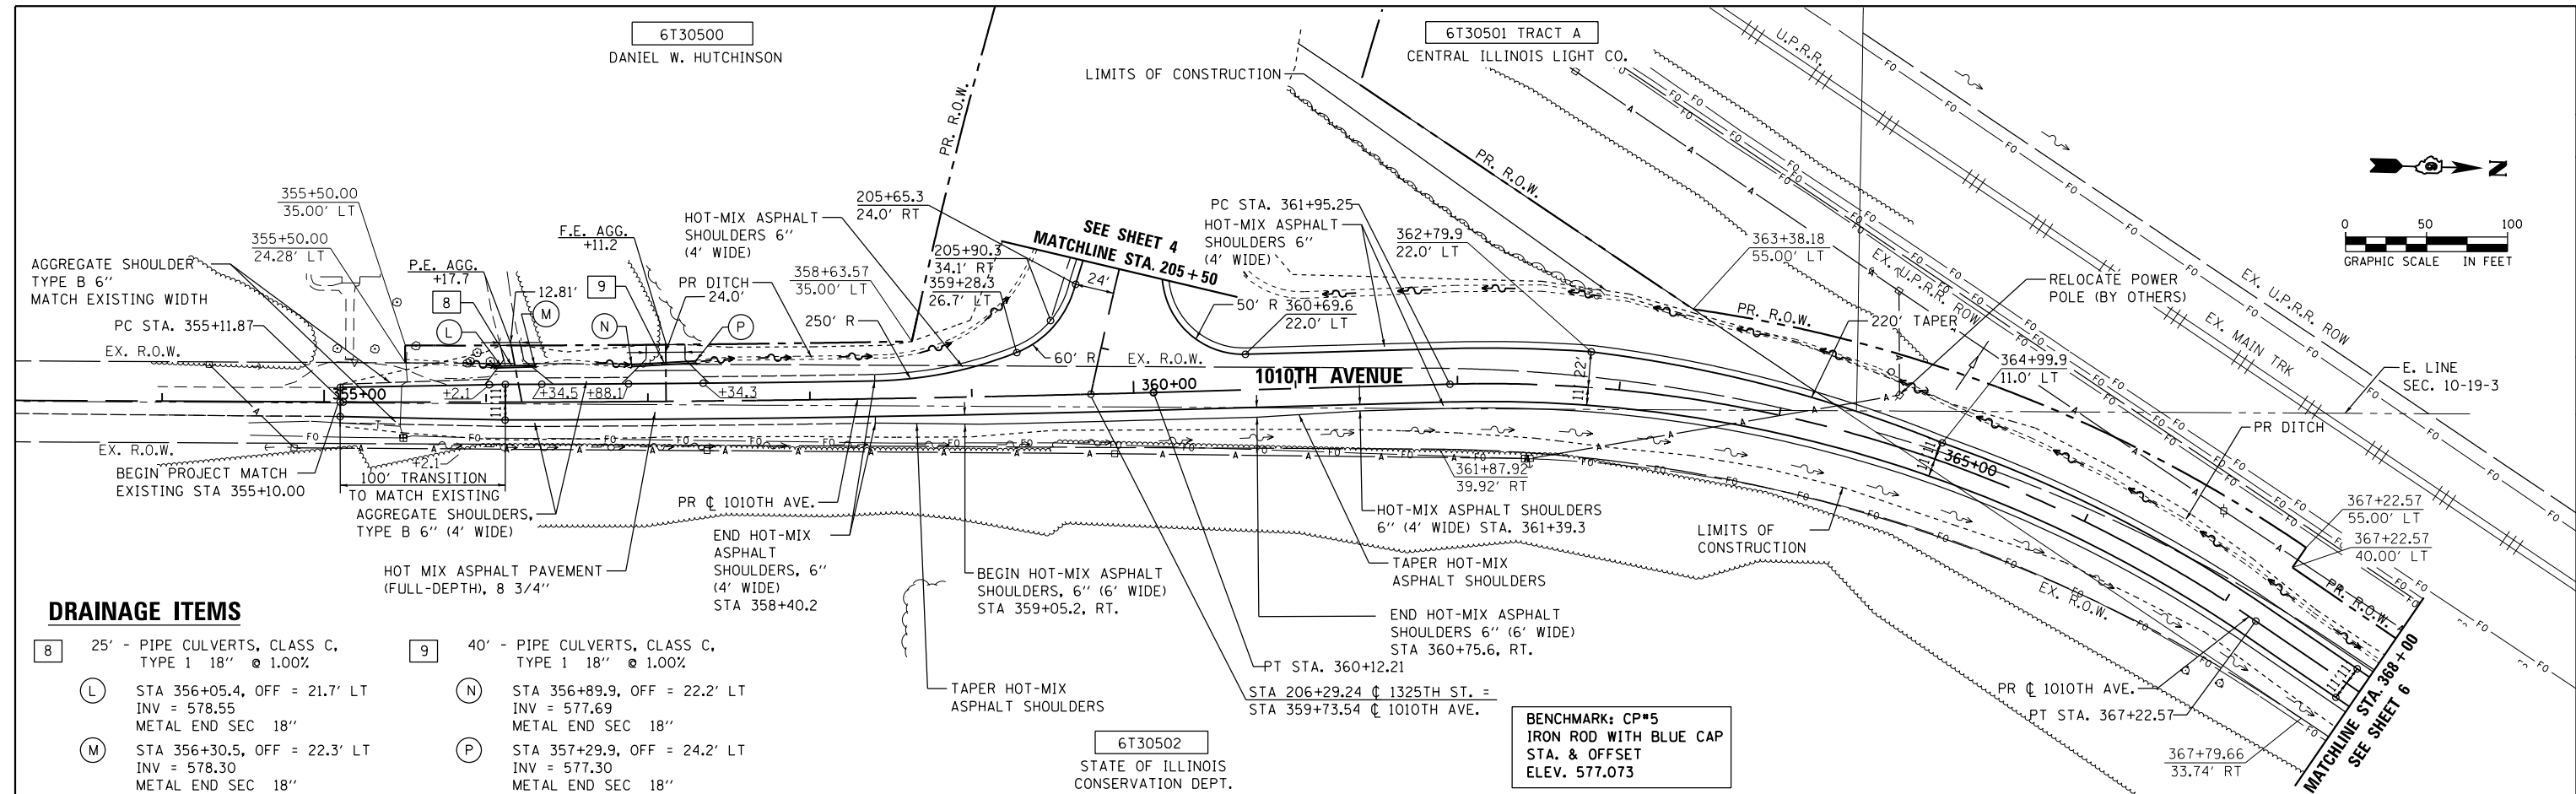 6T30500
DANIEL W. HUTCHINSON
6T30501 TRACT A
CENTRAL ILLINOIS LIGHT CO.
LIMITS OF CONSTRUCTION
U.P.R.R.
PR. R.O.W.
PR. R.O.W.
N
0 50 100
GRAPHIC SCALE IN FEET
355+50.00
35.00' LT
355+50.00
24.28' LT
AGGREGATE SHOULDER
TYPE B 6"
MATCH EXISTING WIDTH
PC STA. 355+11.87
EX. R.O.W.
P.E. AGG.
+17.7
8
L
12.81'
M
F.E. AGG.
+11.2
9
N
PR DITCH
24.0'
P
HOT-MIX ASPHALT
SHOULDERS 6"
(4' WIDE)
358+63.57
35.00' LT
250' R
205+65.3
24.0' RT
205+90.3
34.1' RT
359+28.3
26.7' LT
SEE SHEET 4
MATCHLINE STA. 205+50
24'
60' R
50' R
EX. R.O.W.
360+69.6
22.0' LT
PC STA. 361+95.25
HOT-MIX ASPHALT
SHOULDERS 6"
(4' WIDE)
362+79.9
22.0' LT
363+38.18
55.00' LT
EX. U.P.R.R. ROW
RELOCATE POWER
POLE (BY OTHERS)
PR. R.O.W.
220' TAPER
364+99.9
11.0' LT
EX. U.P.R.R. ROW
EX. MAIN TRK
E. LINE
SEC. 10-19-3
PR DITCH
355+00
+2.1
11' 11'
+34.5
+88.1
+34.3
360+00
1010TH AVENUE
11' 22'
11' 11'
365+00
EX. R.O.W.
BEGIN PROJECT MATCH
EXISTING STA 355+10.00
+2.1
100' TRANSITION
TO MATCH EXISTING
AGGREGATE SHOULDERS,
TYPE B 6" (4' WIDE)
HOT MIX ASPHALT PAVEMENT
(FULL-DEPTH), 8 3/4"
PR ℄ 1010TH AVE.
END HOT-MIX
ASPHALT
SHOULDERS, 6"
(4' WIDE)
STA 358+40.2
BEGIN HOT-MIX ASPHALT
SHOULDERS, 6" (6' WIDE)
STA 359+05.2, RT.
TAPER HOT-MIX
ASPHALT SHOULDERS
PT STA. 360+12.21
STA 206+29.24 ℄ 1325TH ST. =
STA 359+73.54 ℄ 1010TH AVE.
361+87.92
39.92' RT
HOT-MIX ASPHALT SHOULDERS
6" (4' WIDE) STA. 361+39.3
TAPER HOT-MIX
ASPHALT SHOULDERS
END HOT-MIX ASPHALT
SHOULDERS 6" (6' WIDE)
STA 360+75.6, RT.
LIMITS OF
CONSTRUCTION
EX. R.O.W.
367+22.57
55.00' LT
367+22.57
40.00' LT
PR. R.O.W.
PR ℄ 1010TH AVE.
PT STA. 367+22.57
11' 11'
367+79.66
33.74' RT
MATCHLINE STA. 368+00
SEE SHEET 6
DRAINAGE ITEMS
8 25' - PIPE CULVERTS, CLASS C,
TYPE 1 18" @ 1.00%
L STA 356+05.4, OFF = 21.7' LT
INV = 578.55
METAL END SEC 18"
M STA 356+30.5, OFF = 22.3' LT
INV = 578.30
METAL END SEC 18"
9 40' - PIPE CULVERTS, CLASS C,
TYPE 1 18" @ 1.00%
N STA 356+89.9, OFF = 22.2' LT
INV = 577.69
METAL END SEC 18"
P STA 357+29.9, OFF = 24.2' LT
INV = 577.30
METAL END SEC 18"
6T30502
STATE OF ILLINOIS
CONSERVATION DEPT.
BENCHMARK: CP#5
IRON ROD WITH BLUE CAP
STA. & OFFSET
ELEV. 577.073